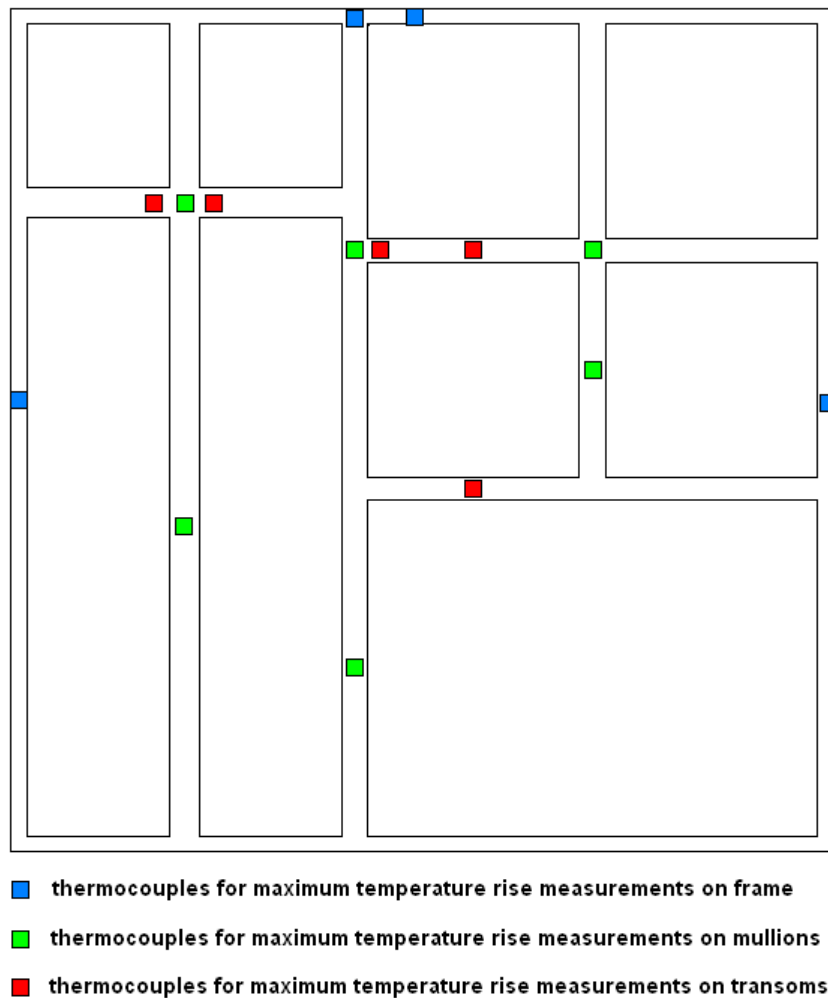 thermocouples for maximum temperature rise measurements on frame
thermocouples for maximum temperature rise measurements on mullions
thermocouples for maximum temperature rise measurements on transoms